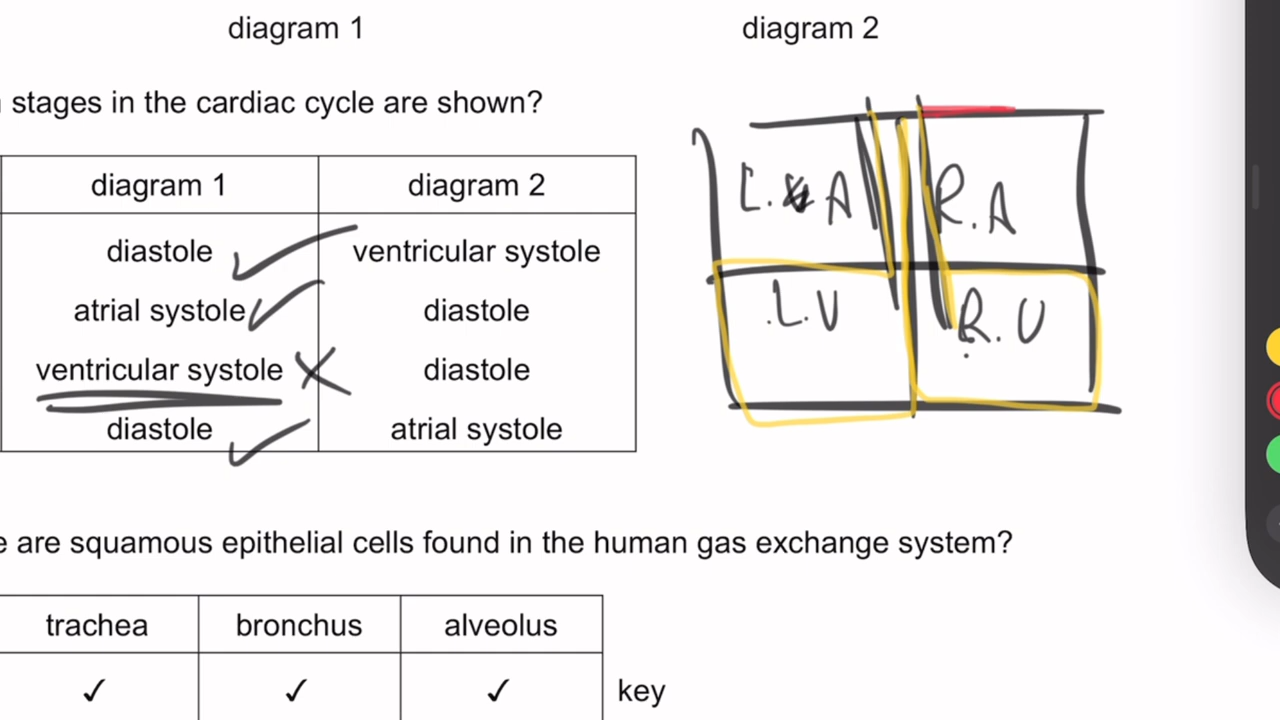 diagram 1 diagram 2
stages in the cardiac cycle are shown?
diagram 1 diagram 2
diastole ventricular systole
atrial systole diastole
ventricular systole diastole
diastole atrial systole
L. A R.A
L.V R.V
are squamous epithelial cells found in the human gas exchange system?
trachea bronchus alveolus
✓ ✓ ✓ key